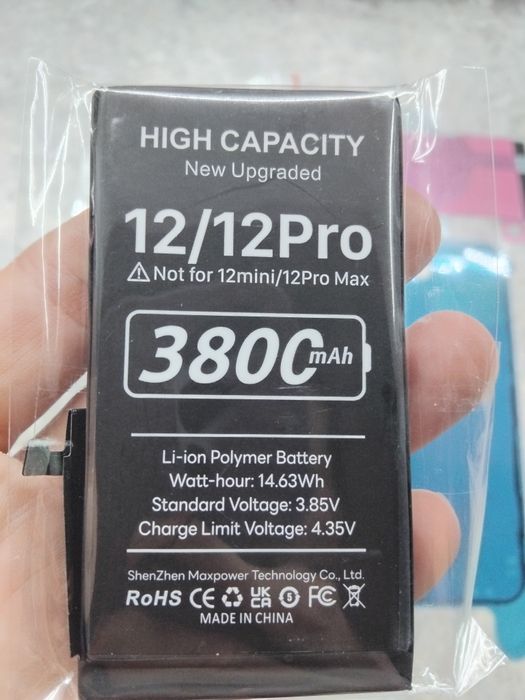 HIGH CAPACITY
New Upgraded
12/12Pro
⚠Not for 12mini/12Pro Max
3800mAh
Li-ion Polymer Battery
Watt-hour: 14.63Wh
Standard Voltage: 3.85V
Charge Limit Voltage: 4.35V
ShenZhen Maxpower Technology Co., Ltd.
RoHS CE UKCA 5 FC
MADE IN CHINA